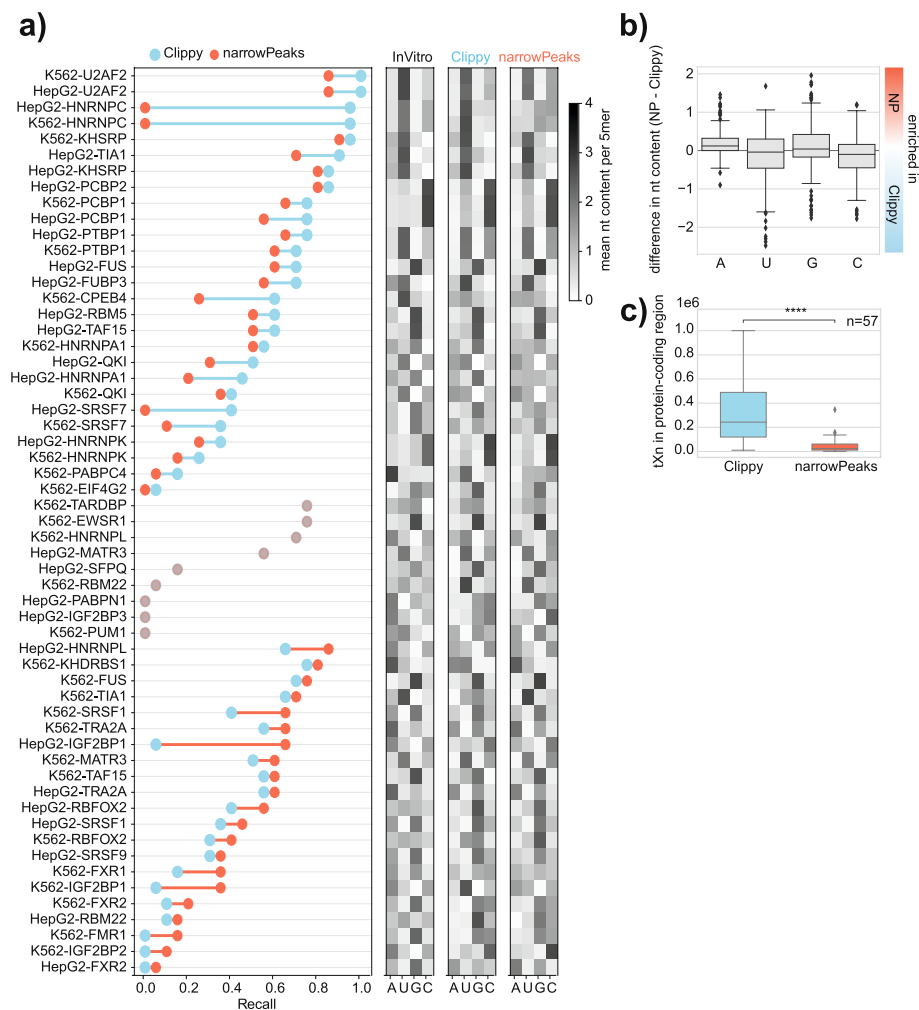 a)
Clippy narrowPeaks
K562-U2AF2
HepG2-U2AF2
HepG2-HNRNPC
K562-HNRNPC
K562-KHSRP
HepG2-TIA1
HepG2-KHSRP
HepG2-PCBP2
K562-PCBP1
HepG2-PCBP1
HepG2-PTBP1
K562-PTBP1
HepG2-FUS
HepG2-FUBP3
K562-CPEB4
HepG2-RBM5
HepG2-TAF15
K562-HNRNPA1
HepG2-QKI
HepG2-HNRNPA1
K562-QKI
HepG2-SRSF7
K562-SRSF7
HepG2-HNRNPK
K562-HNRNPK
K562-PABPC4
K562-EIF4G2
K562-TARDBP
K562-EWSR1
K562-HNRNPL
HepG2-MATR3
HepG2-SFPQ
K562-RBM22
HepG2-PABPN1
HepG2-IGF2BP3
K562-PUM1
HepG2-HNRNPL
K562-KHDRBS1
K562-FUS
K562-TIA1
K562-SRSF1
K562-TRA2A
HepG2-IGF2BP1
K562-MATR3
K562-TAF15
HepG2-TRA2A
HepG2-RBFOX2
HepG2-SRSF1
K562-RBFOX2
HepG2-SRSF9
K562-FXR1
K562-IGF2BP1
K562-FXR2
HepG2-RBM22
K562-FMR1
K562-IGF2BP2
HepG2-FXR2
0.0 0.2 0.4 0.6 0.8 1.0
Recall
InVitro Clippy narrowPeaks
A U G C A U G C A U G C
4
3
2
1
0
mean nt content per 5mer
b)
difference in nt content (NP - Clippy)
2
1
0
-1
-2
A U G C
NP
enriched in
Clippy
c)
1e6
tXn in protein-coding region
1.0
0.8
0.6
0.4
0.2
0.0
****
n=57
Clippy narrowPeaks